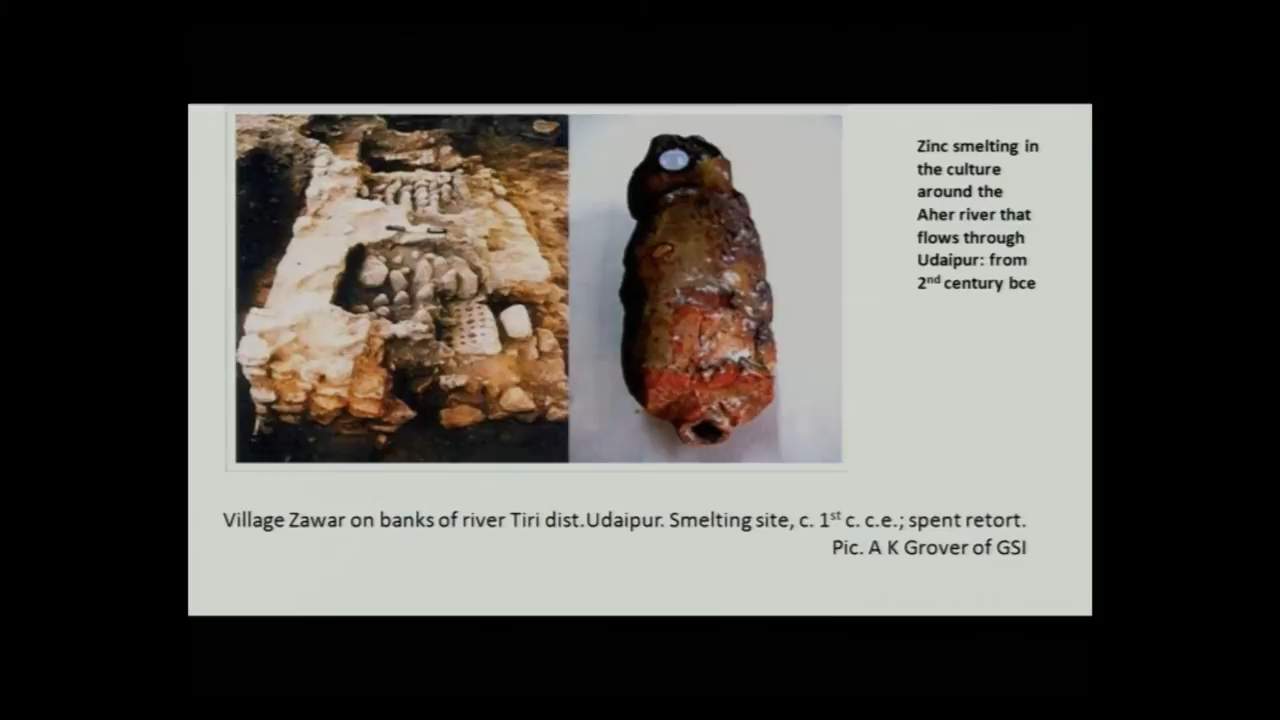 Zinc smelting in
the culture
around the
Aher river that
flows through
Udaipur: from
2nd century bce
Village Zawar on banks of river Tiri dist.Udaipur. Smelting site, c. 1st c. c.e.; spent retort.
Pic. A K Grover of GSI